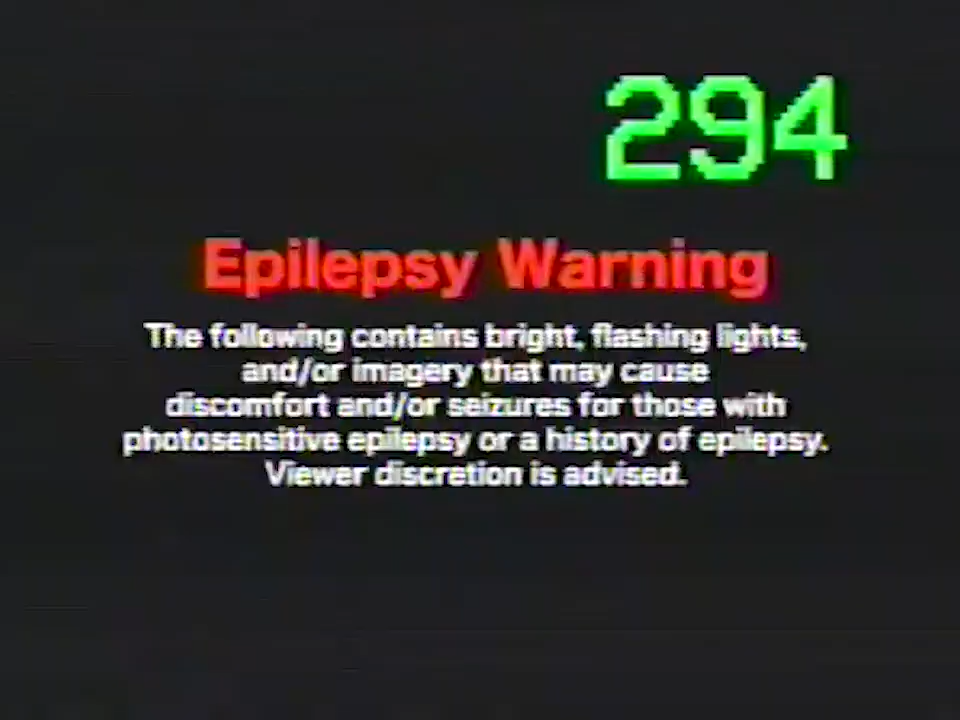 294
Epilepsy Warning
The following contains bright, flashing lights,
and/or imagery that may cause
discomfort and/or seizures for those with
photosensitive epilepsy or a history of epilepsy.
Viewer discretion is advised.